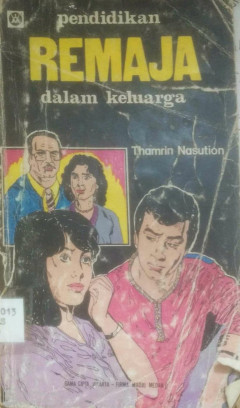 pendidikan
REMAJA
dalam keluarga
Thamrin Nasution